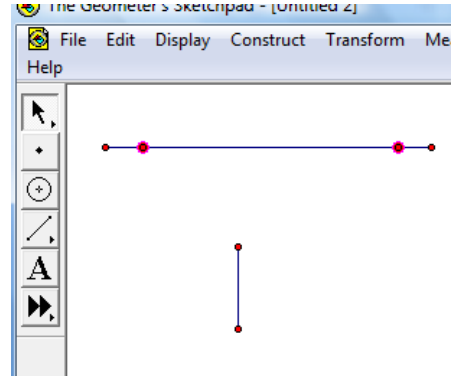 The Geometer's Sketchpad - [Untitled 2]
File Edit Display Construct Transform Me
Help
A